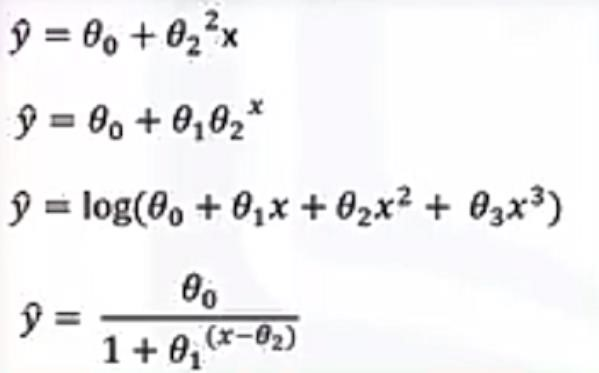 ŷ = θ₀ + θ₂²x
ŷ = θ₀ + θ₁θ₂ˣ
ŷ = log(θ₀ + θ₁x + θ₂x² + θ₃x³)
ŷ = θ₀ / (1 + θ₁^(x−θ₂))